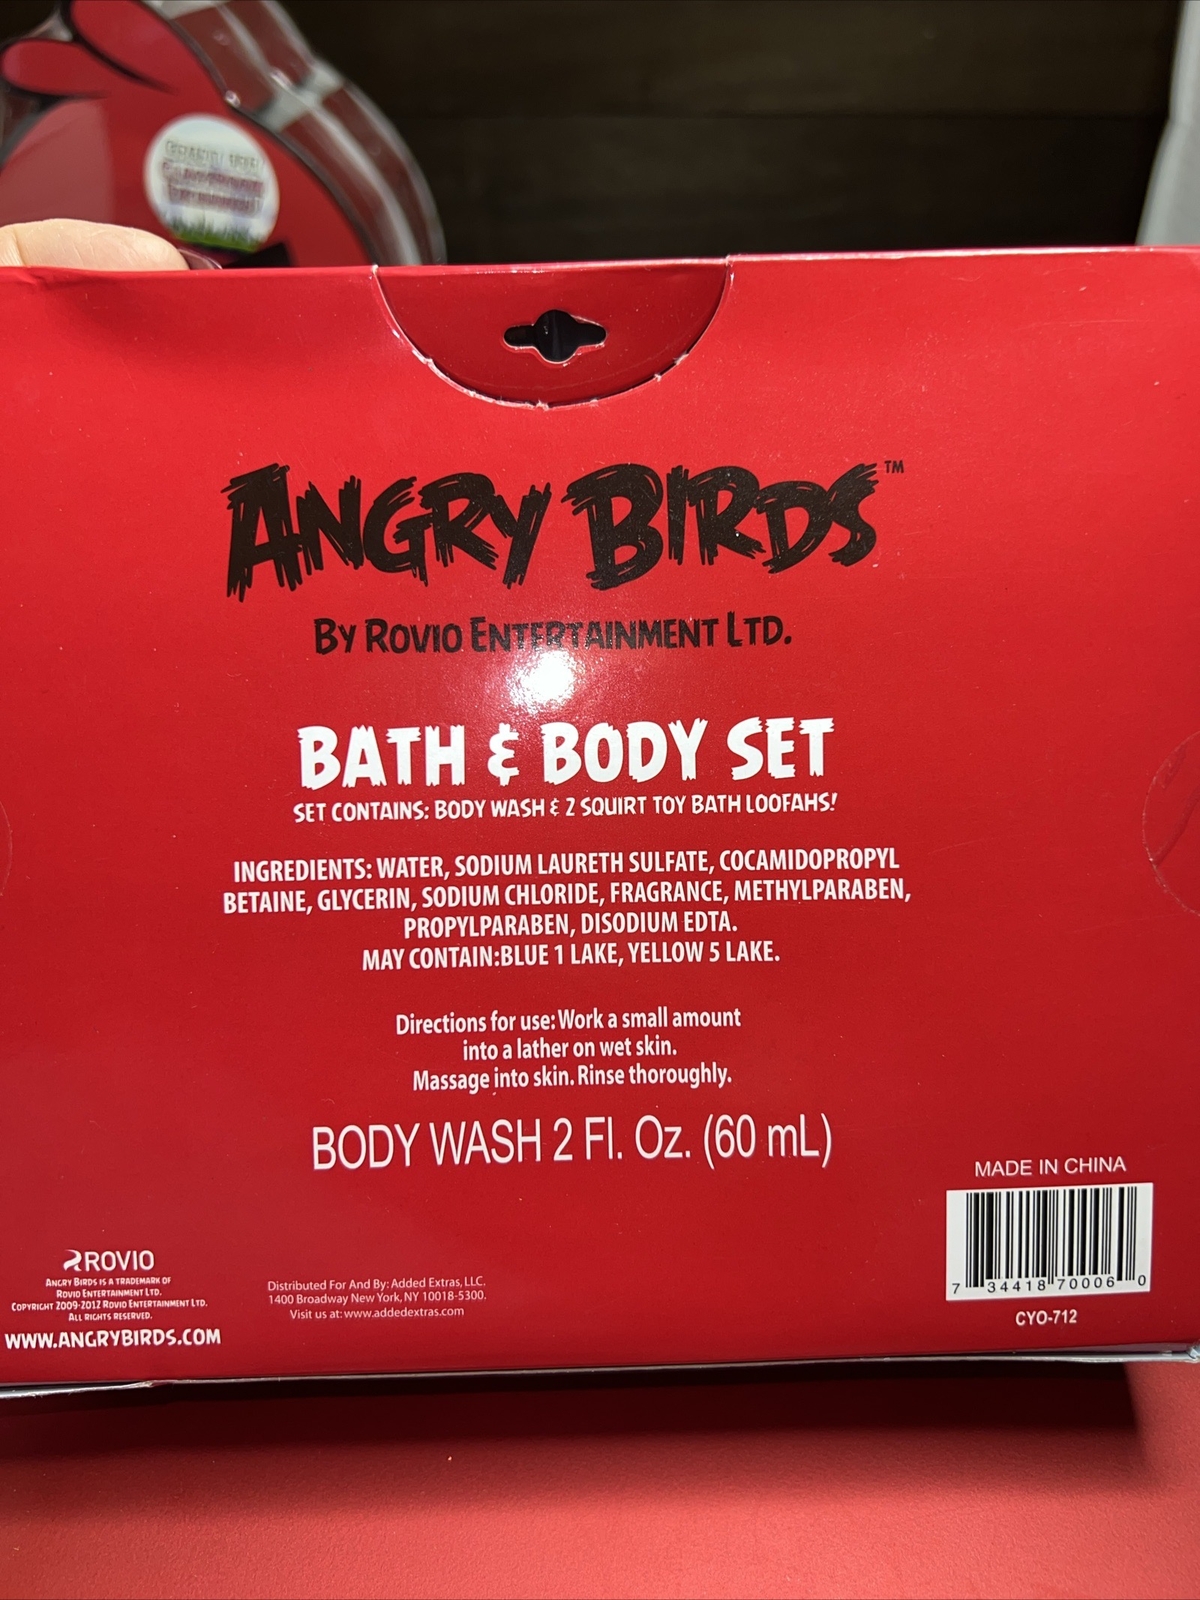 ANGRY BIRDS™
BY ROVIO ENTERTAINMENT LTD.
BATH & BODY SET
SET CONTAINS: BODY WASH & 2 SQUIRT TOY BATH LOOFAHS!
INGREDIENTS: WATER, SODIUM LAURETH SULFATE, COCAMIDOPROPYL
BETAINE, GLYCERIN, SODIUM CHLORIDE, FRAGRANCE, METHYLPARABEN,
PROPYLPARABEN, DISODIUM EDTA.
MAY CONTAIN:BLUE 1 LAKE, YELLOW 5 LAKE.
Directions for use: Work a small amount
into a lather on wet skin.
Massage into skin. Rinse thoroughly.
BODY WASH 2 Fl. Oz. (60 mL)
MADE IN CHINA
7 34418 70006 0
CYO-712
ROVIO
ANGRY BIRDS IS A TRADEMARK OF
ROVIO ENTERTAINMENT LTD.
COPYRIGHT 2009-2012 ROVIO ENTERTAINMENT LTD.
ALL RIGHTS RESERVED.
WWW.ANGRYBIRDS.COM
Distributed For And By: Added Extras, LLC.
1400 Broadway New York, NY 10018-5300.
Visit us at: www.addedextras.com